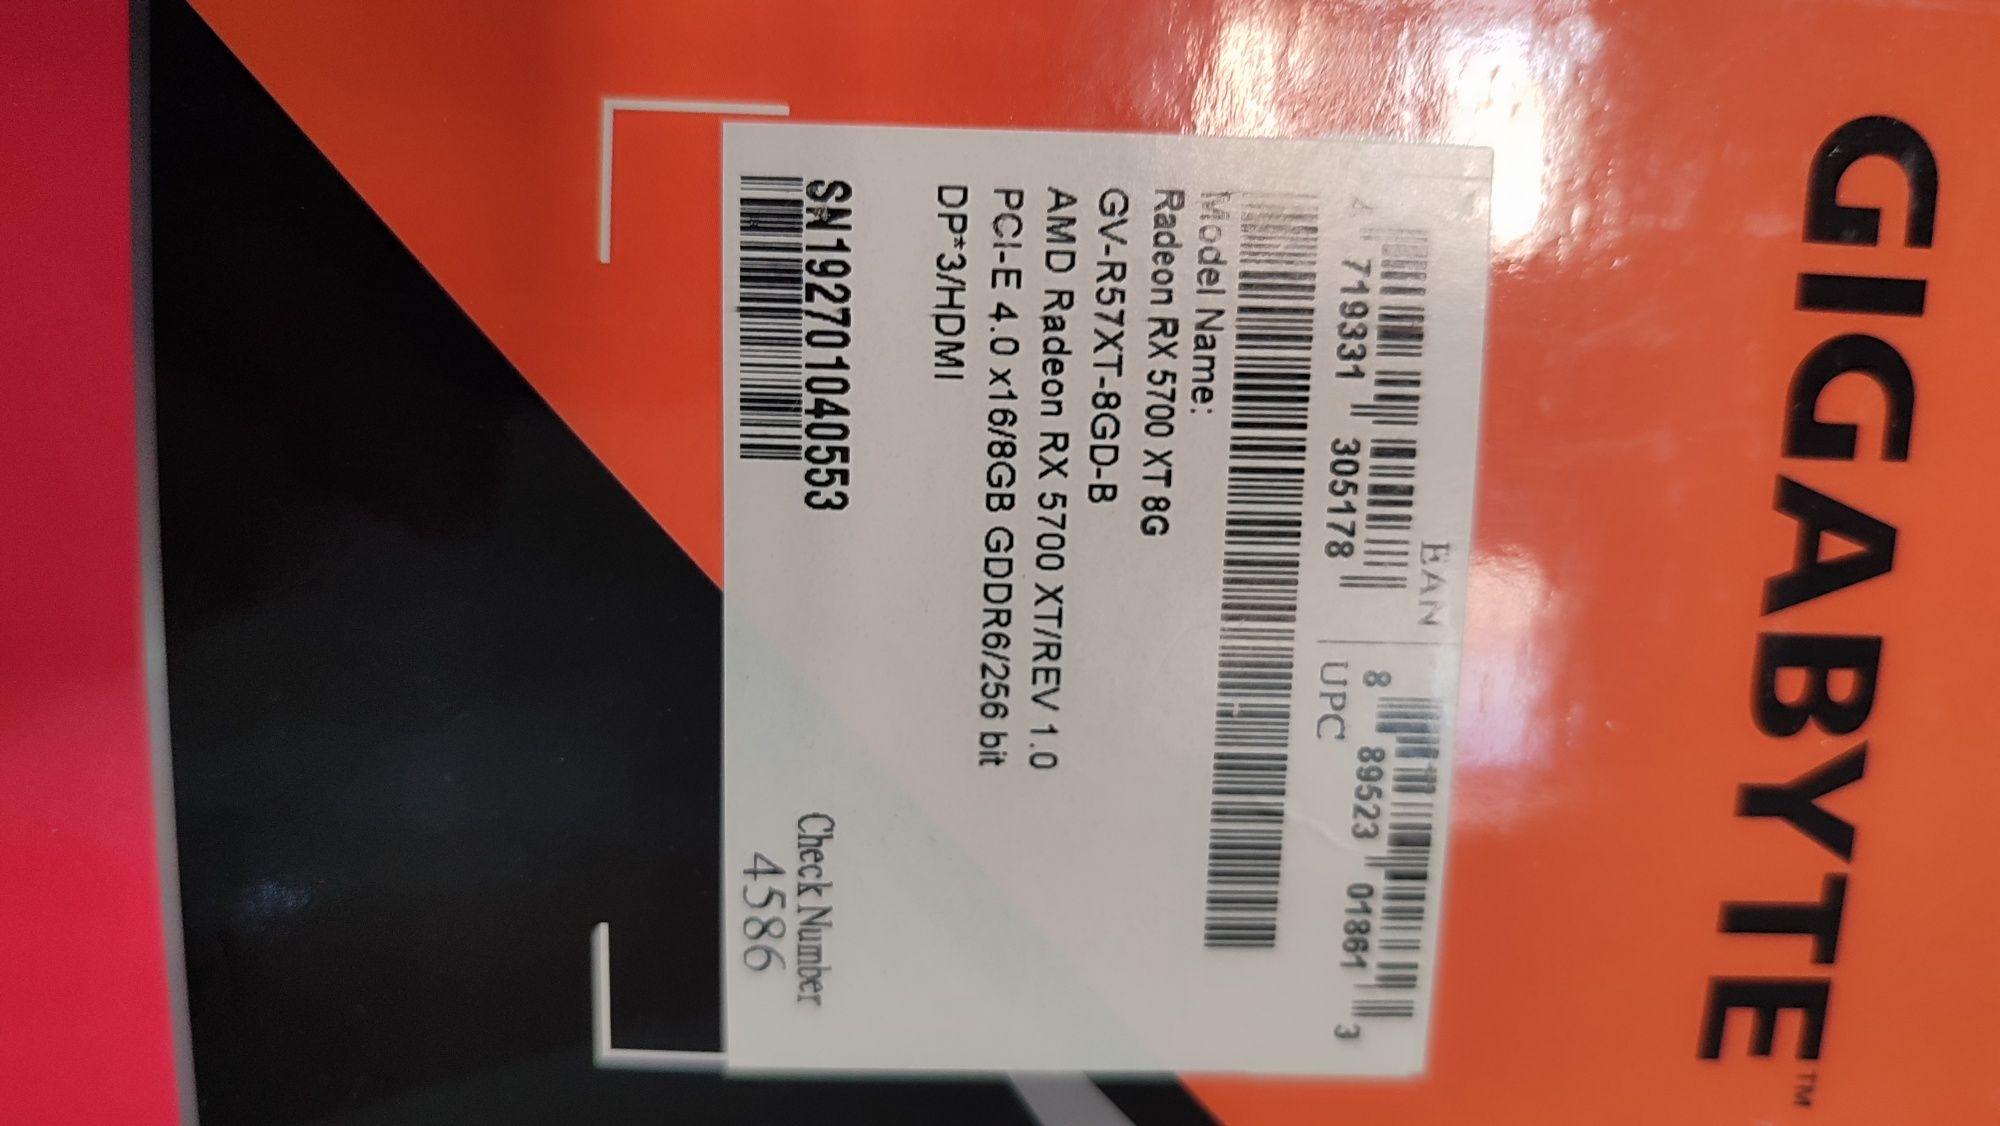 GIGABYTE™
EAN
4 719331 305178
8 89523 01861 3
UPC
Model Name:
Radeon RX 5700 XT 8G
GV-R57XT-8GD-B
AMD Radeon RX 5700 XT/REV 1.0
PCI-E 4.0 x16/8GB GDDR6/256 bit
DP*3/HDMI
SN192701040553
Check Number
4586